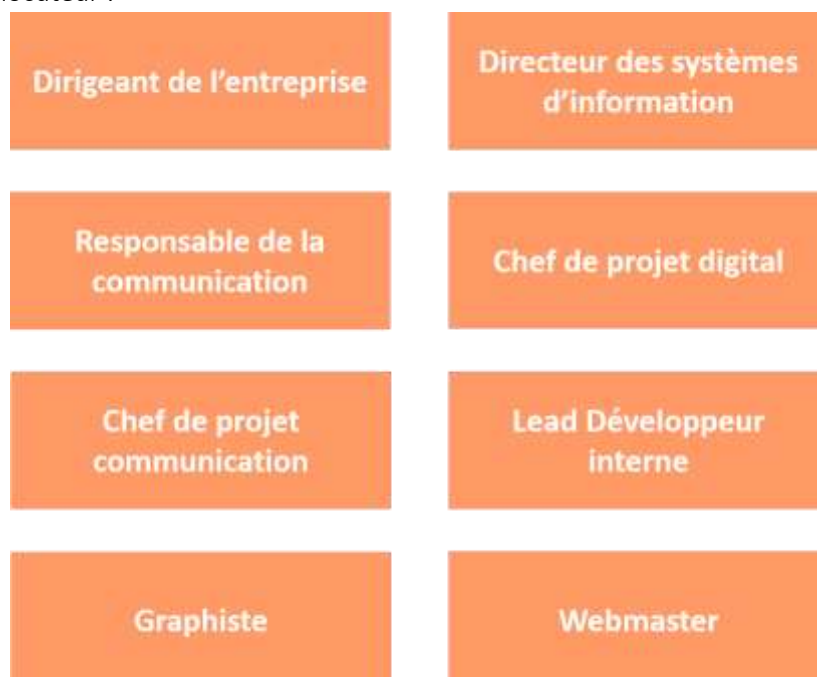 Dirigeant de l'entreprise
Directeur des systèmes
d'information
Responsable de la
communication
Chef de projet digital
Chef de projet
communication
Lead Développeur
interne
Graphiste
Webmaster